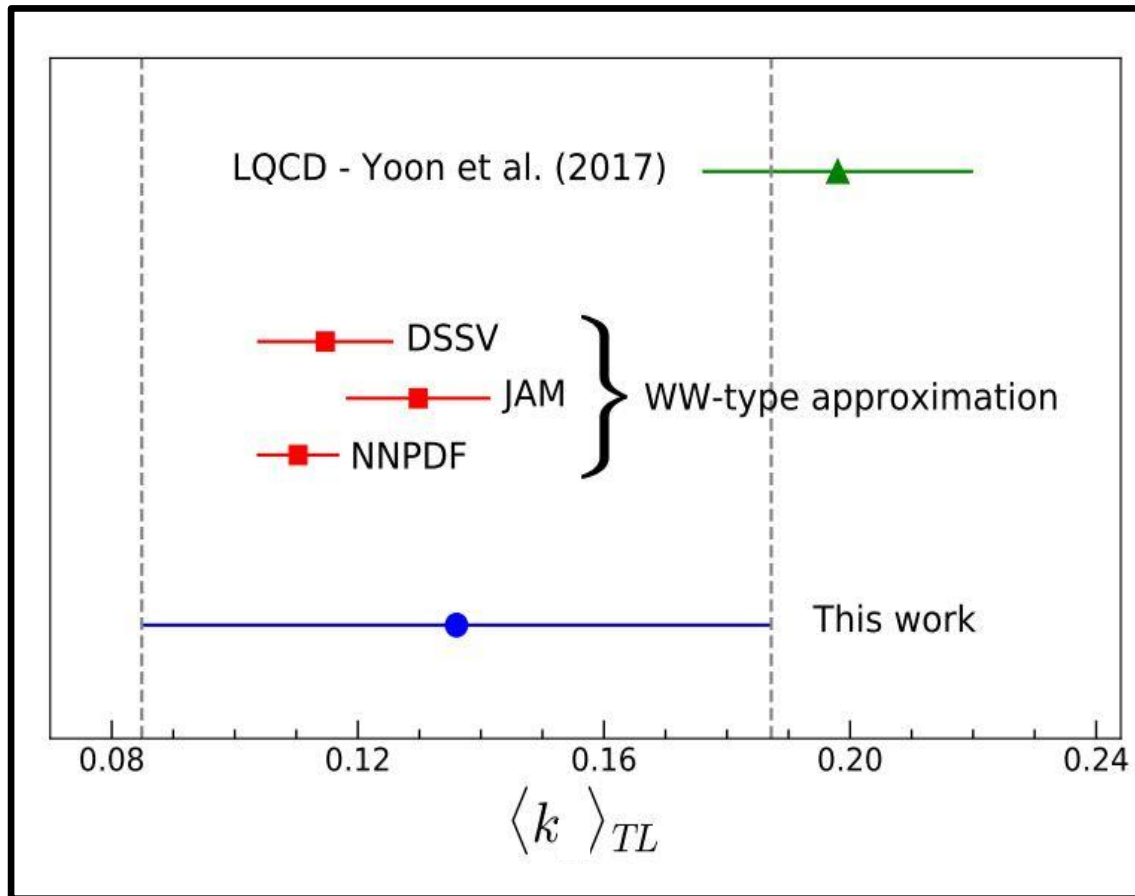 LQCD - Yoon et al. (2017)
DSSV
JAM
WW-type approximation
NNPDF
This work
0.08 0.12 0.16 0.20 0.24
⟨k ⟩TL